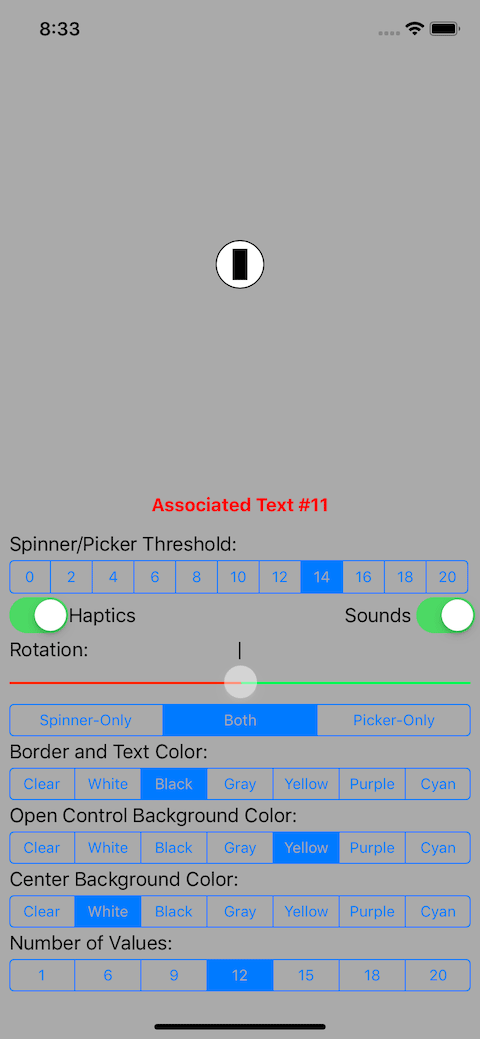 8:33
Associated Text #11
Spinner/Picker Threshold:
0 2 4 6 8 10 12 14 16 18 20
Haptics Sounds
Rotation: |
Spinner-Only Both Picker-Only
Border and Text Color:
Clear White Black Gray Yellow Purple Cyan
Open Control Background Color:
Clear White Black Gray Yellow Purple Cyan
Center Background Color:
Clear White Black Gray Yellow Purple Cyan
Number of Values:
1 6 9 12 15 18 20